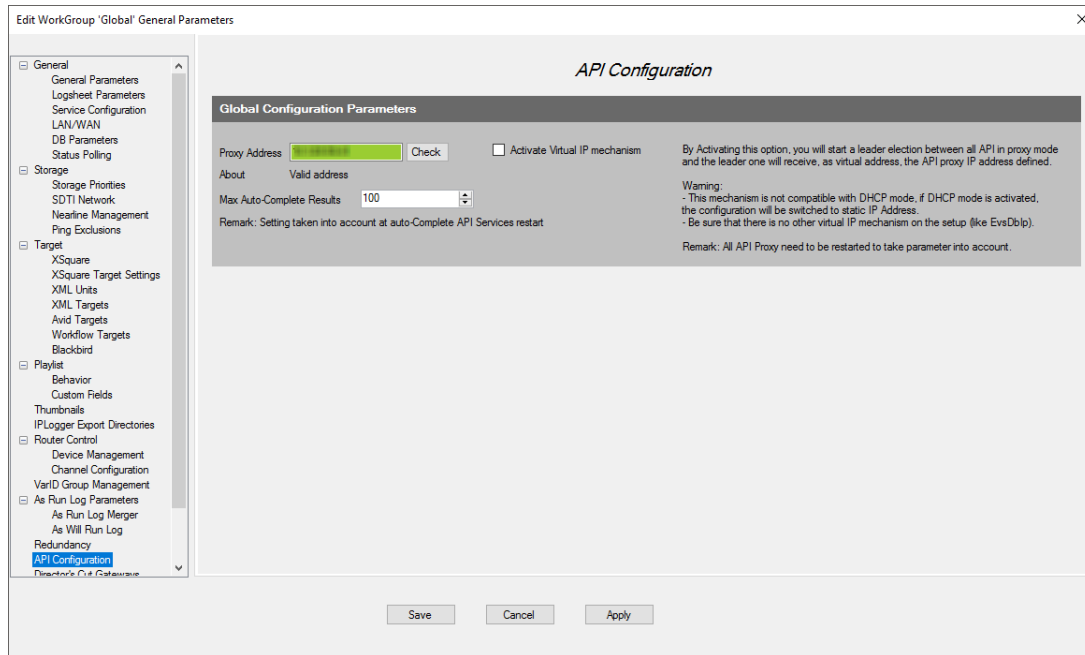 Edit WorkGroup 'Global' General Parameters
General
General Parameters
Logsheet Parameters
Service Configuration
LAN/WAN
DB Parameters
Status Polling
Storage
Storage Priorities
SDTI Network
Nearline Management
Ping Exclusions
Target
XSquare
XSquare Target Settings
XML Units
XML Targets
Avid Targets
Workflow Targets
Blackbird
Playlist
Behavior
Custom Fields
Thumbnails
IPLogger Export Directories
Router Control
Device Management
Channel Configuration
VarID Group Management
As Run Log Parameters
As Run Log Merger
As Will Run Log
Redundancy
API Configuration
Director's Cut Gateways
API Configuration
Global Configuration Parameters
Proxy Address Check
About Valid address
Max Auto-Complete Results 100
Remark: Setting taken into account at auto-Complete API Services restart
Activate Virtual IP mechanism
By Activating this option, you will start a leader election between all API in proxy mode
and the leader one will receive, as virtual address, the API proxy IP address defined.
Warning:
- This mechanism is not compatible with DHCP mode, if DHCP mode is activated,
the configuration will be switched to static IP Address.
- Be sure that there is no other virtual IP mechanism on the setup (like EvsDbIp).
Remark: All API Proxy need to be restarted to take parameter into account.
Save Cancel Apply